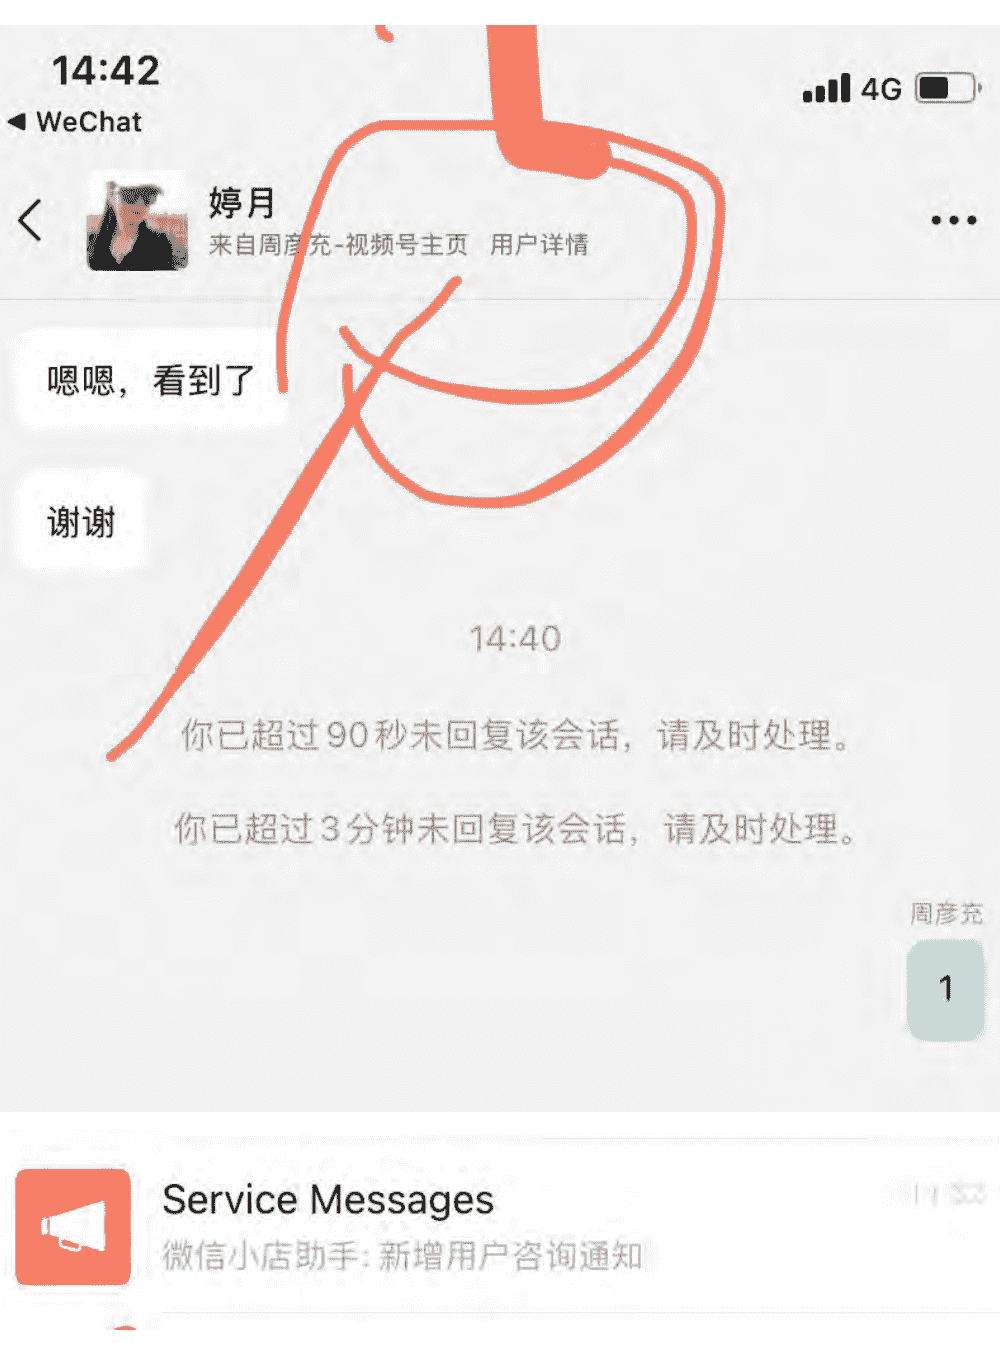 14:42
4G
WeChat
婷月
来自周彦充-视频号主页 用户详情
嗯嗯，看到了
谢谢
14:40
你已超过90秒未回复该会话，请及时处理。
你已超过3分钟未回复该会话，请及时处理。
周彦充
1
Service Messages
微信小店助手: 新增用户咨询通知